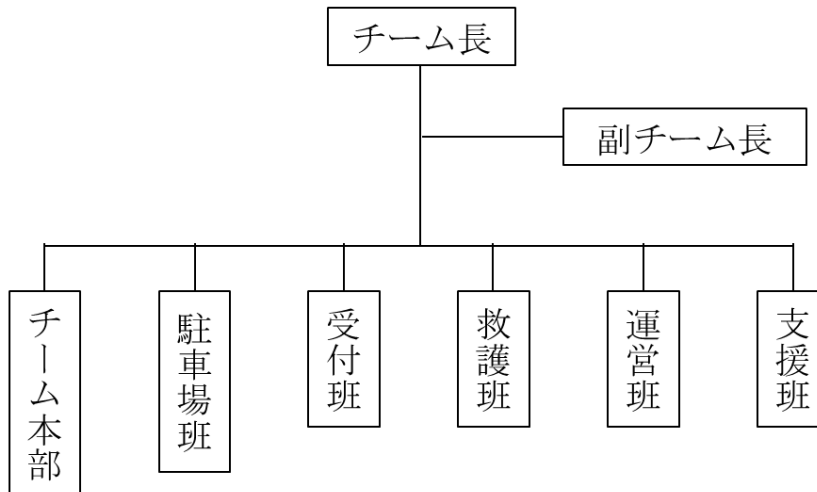 チーム長
副チーム長
チーム本部
駐車場班
受付班
救護班
運営班
支援班